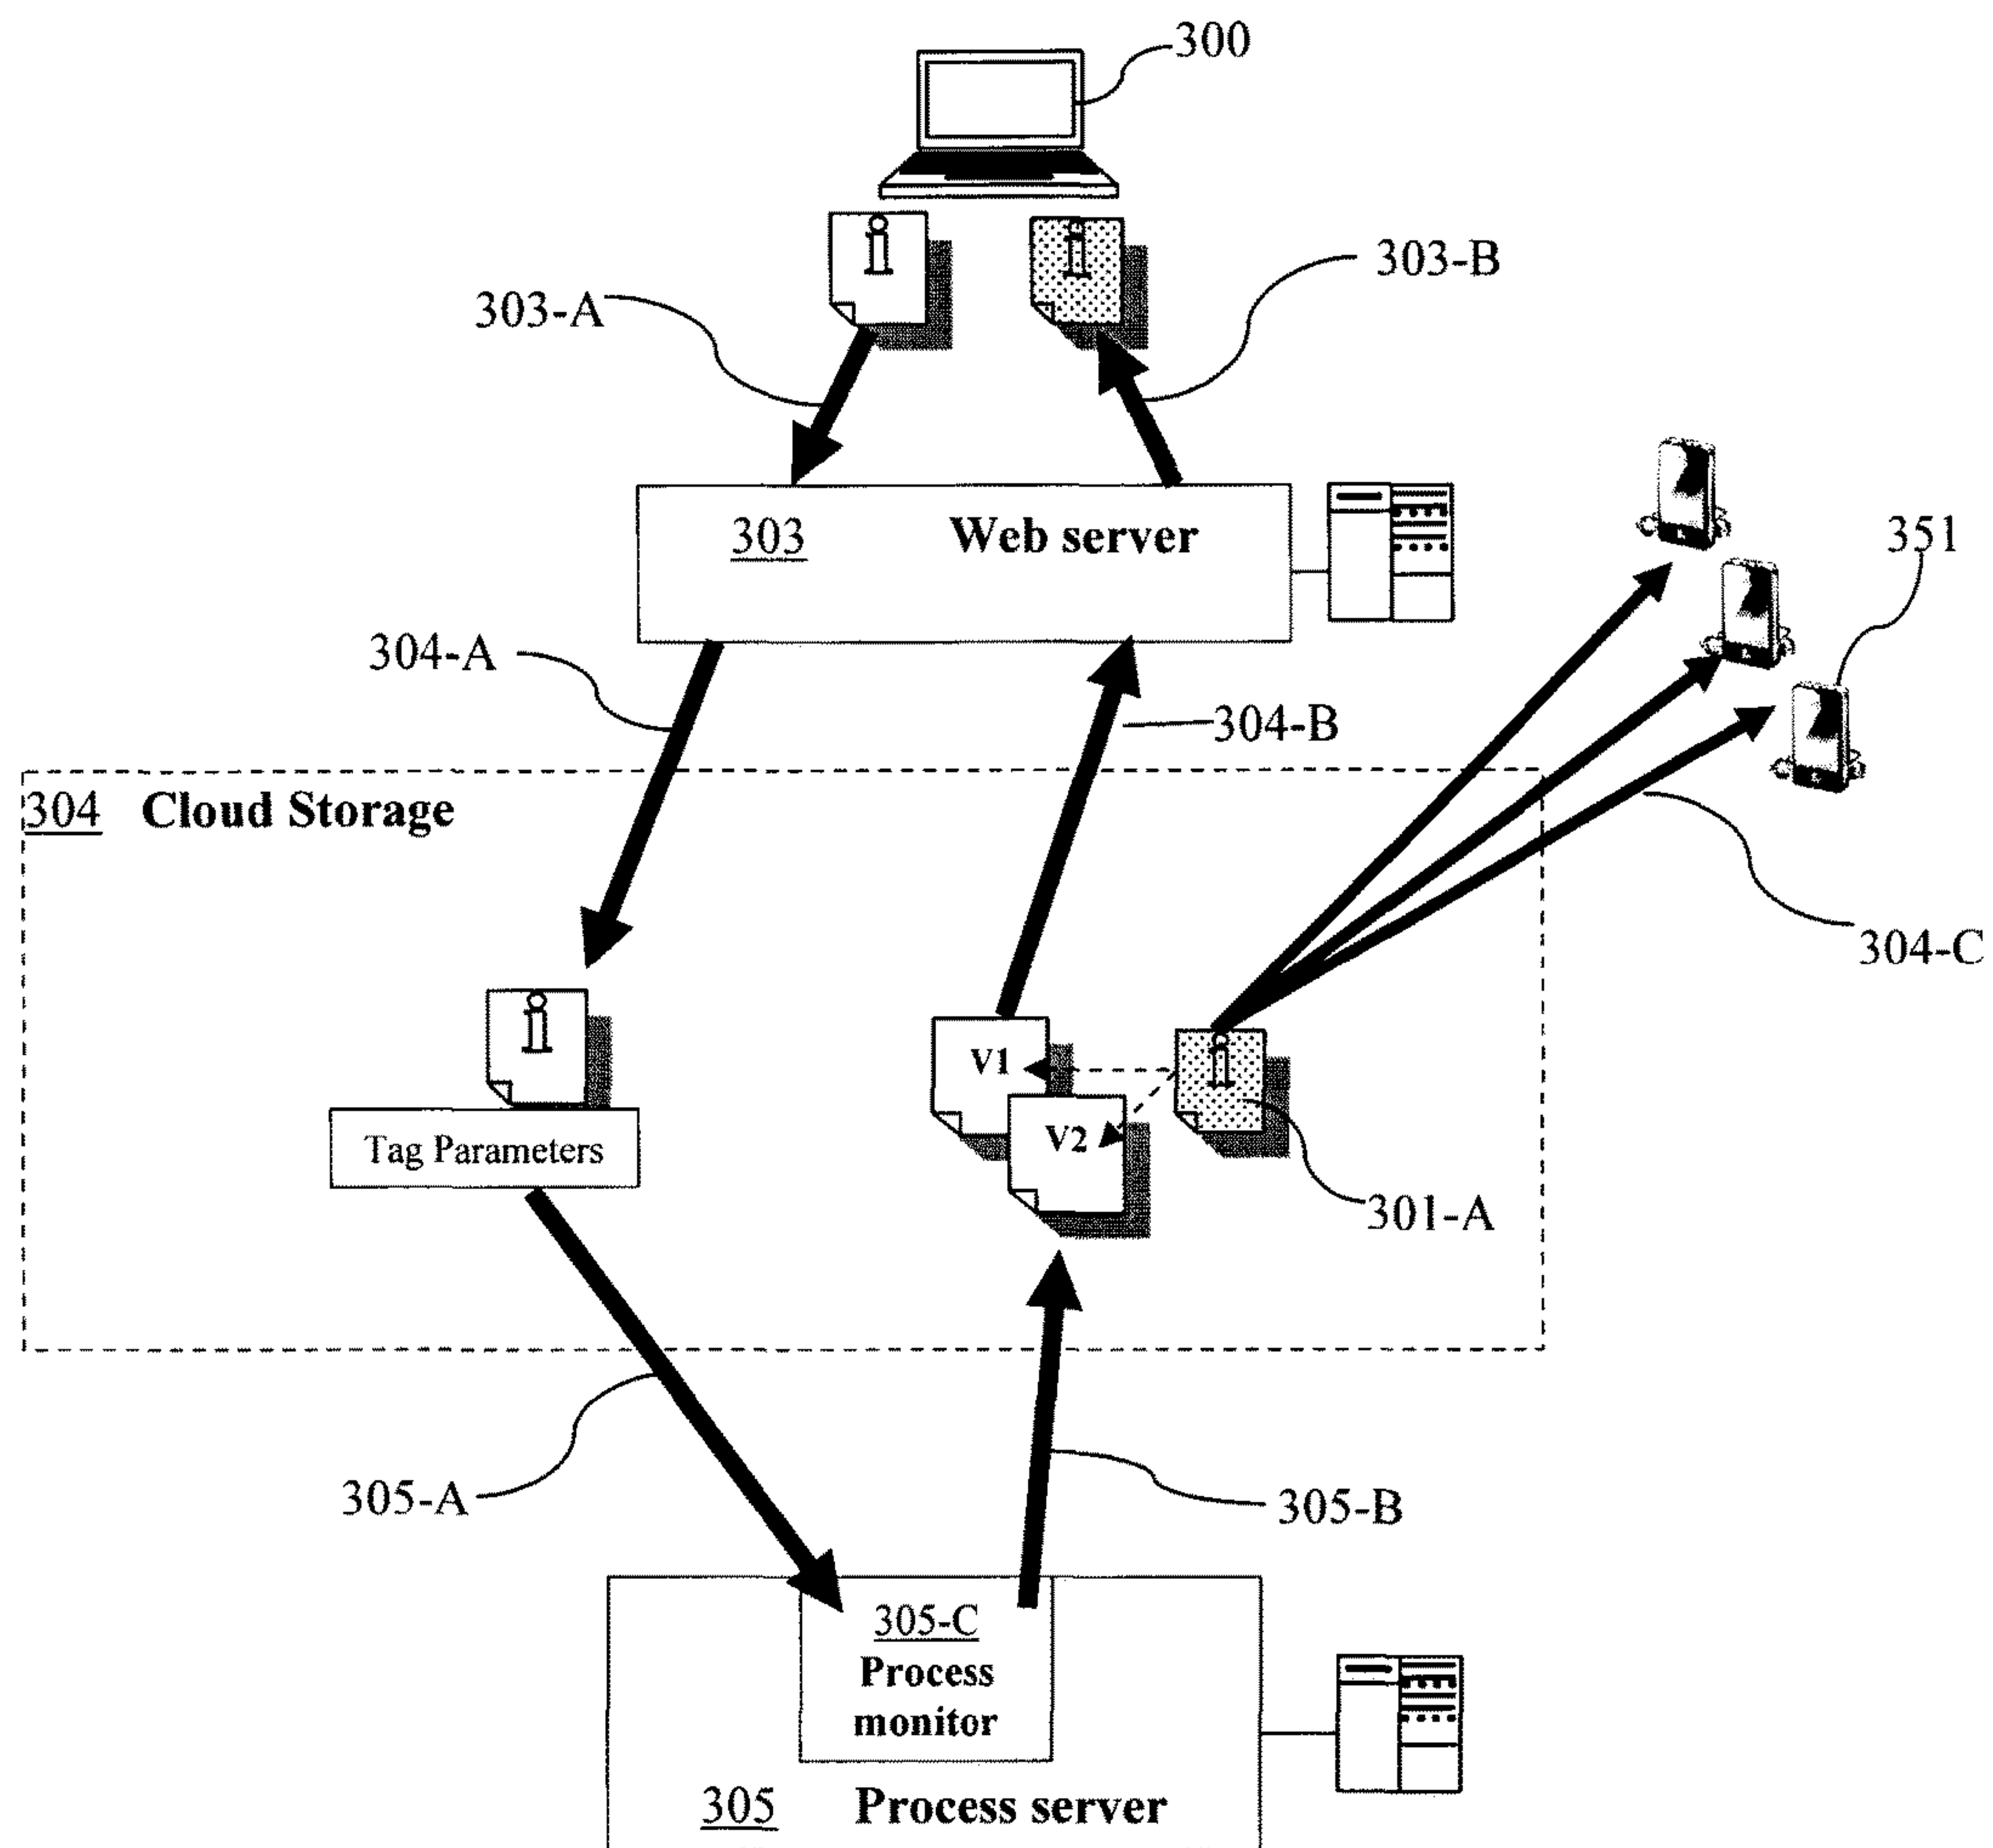 300
303-A
303-B
303 Web server
351
304-A
304-B
304 Cloud Storage
304-C
i
i
i
V1
i
V2
Tag Parameters
301-A
305-A
305-B
305-C
Process
monitor
305 Process server